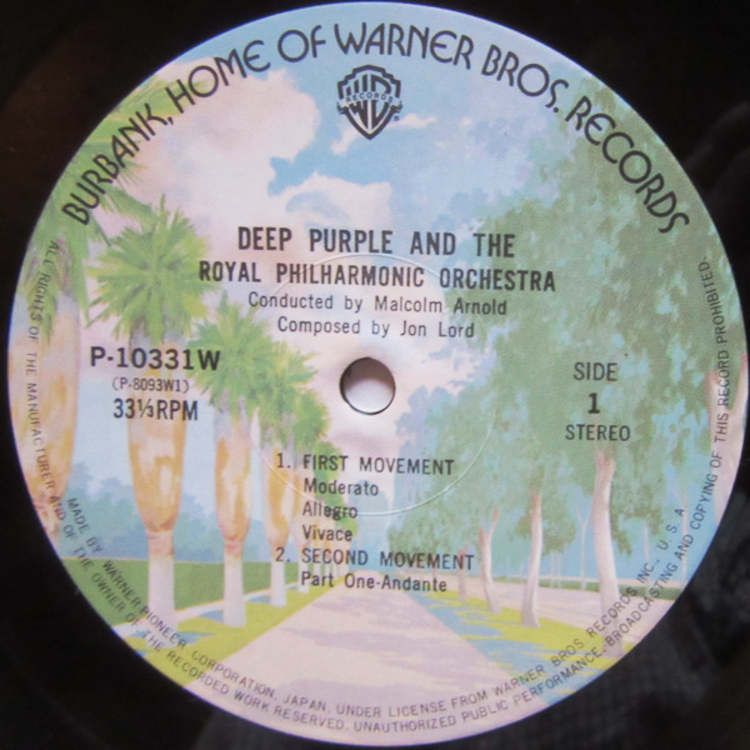 BURBANK, HOME OF WARNER BROS. RECORDS
WB
RECORDS
®
DEEP PURPLE AND THE
ROYAL PHILHARMONIC ORCHESTRA
Conducted by Malcolm Arnold
Composed by Jon Lord
P-10331W
(P-8093W1)
33⅓RPM
SIDE
1
STEREO
1. FIRST MOVEMENT
Moderato
Allegro
Vivace
2. SECOND MOVEMENT
Part One-Andante
MADE BY WARNER-PIONEER CORPORATION, JAPAN, UNDER LICENSE FROM WARNER BROS RECORDS INC., U.S.A
ALL RIGHTS OF THE MANUFACTURER AND OF THE OWNER OF THE RECORDED WORK RESERVED. UNAUTHORIZED PUBLIC PERFORMANCE, BROADCASTING AND COPYING OF THIS RECORD PROHIBITED.